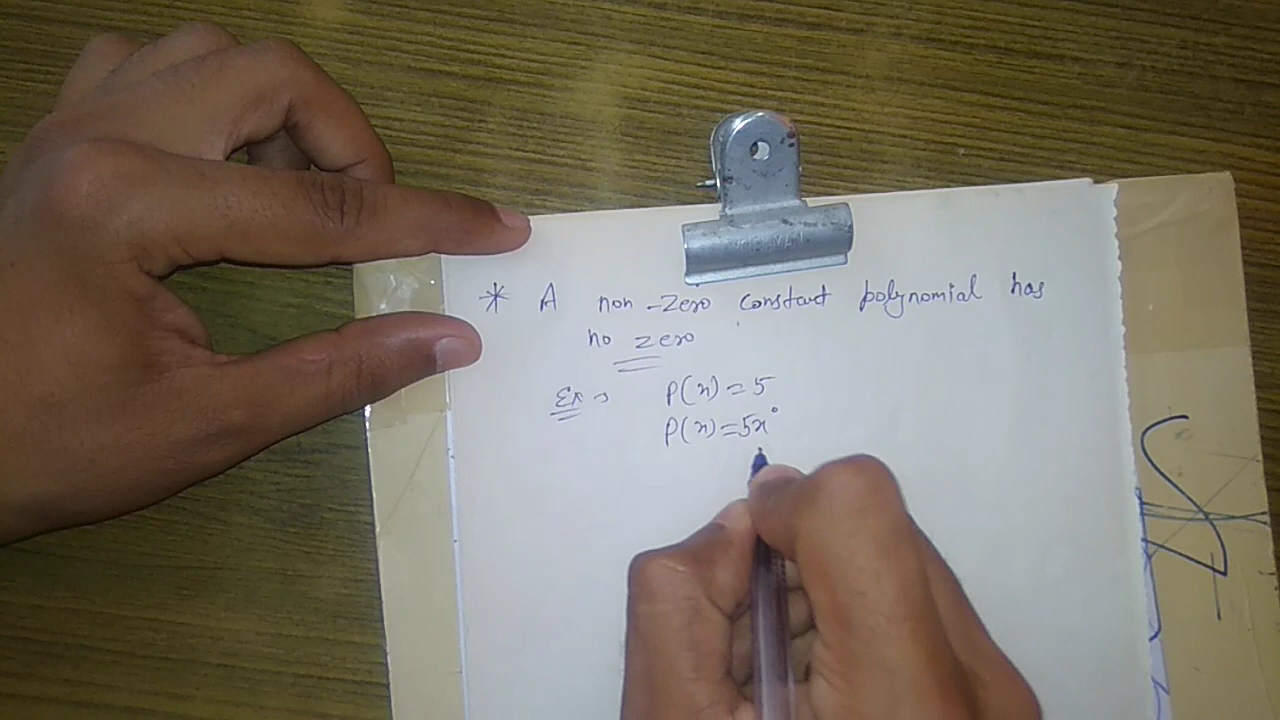 * A non-zero constant polynomial has
no zero
Ex → P(x) = 5
P(x) = 5x°